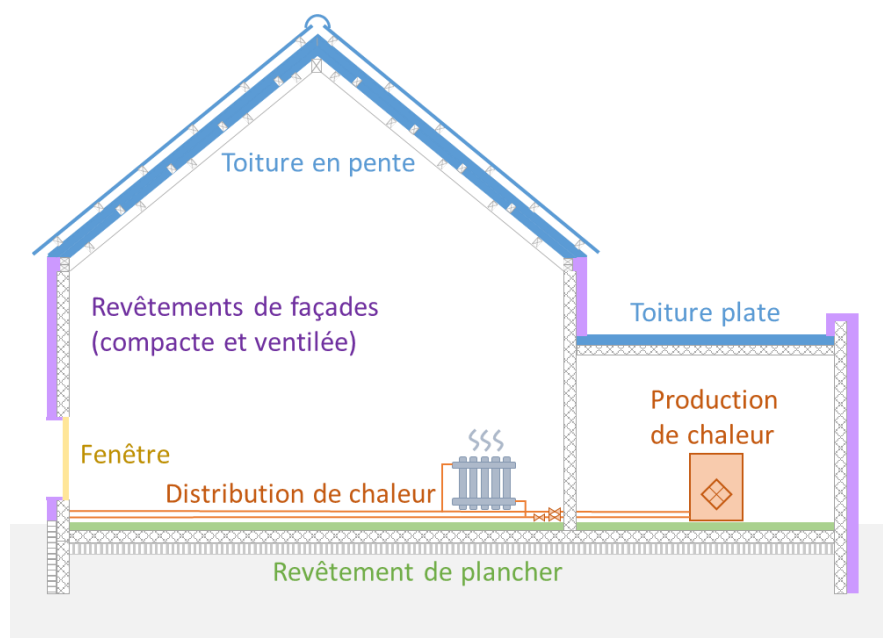 Toiture en pente
Revêtements de façades
(compacte et ventilée)
Toiture plate
Production
de chaleur
Fenêtre
Distribution de chaleur
Revêtement de plancher